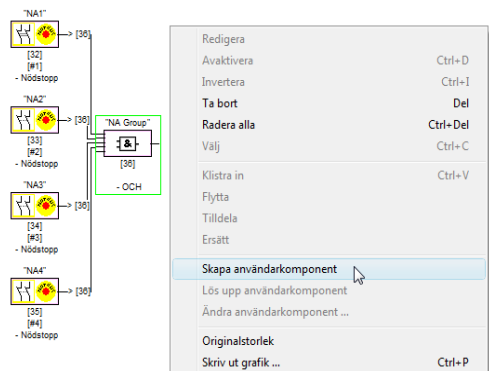 "NA1"
-> [36]
[32]
[#1]
- Nödstopp
"NA2"
-> [36]
[33]
[#2]
- Nödstopp
"NA3"
-> [36]
[34]
[#3]
- Nödstopp
"NA4"
-> [36]
[35]
[#4]
- Nödstopp
"NA Group"
&
[36]
- OCH
Redigera
Avaktivera Ctrl+D
Invertera Ctrl+I
Ta bort Del
Radera alla Ctrl+Del
Välj Ctrl+C
Klistra in Ctrl+V
Flytta
Tilldela
Ersätt
Skapa användarkomponent
Lös upp användarkomponent
Ändra användarkomponent ...
Originalstorlek
Skriv ut grafik ... Ctrl+P